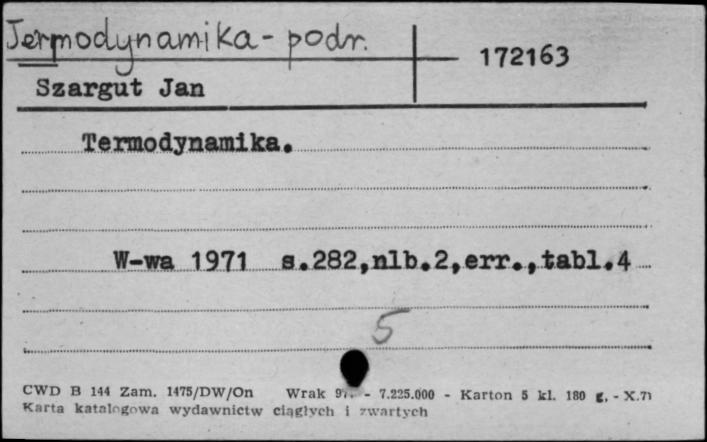 Termodynamika - podr.
172163
Szargut Jan
Termodynamika.
W-wa 1971 s.282,nlb.2,err.,tabl.4
5
CWD B 144 Zam. 1475/DW/On Wrak - 7.225.000 - Karton 5 kl. 180 g. - X.71
Karta katalogowa wydawnictw ciągłych i zwartych